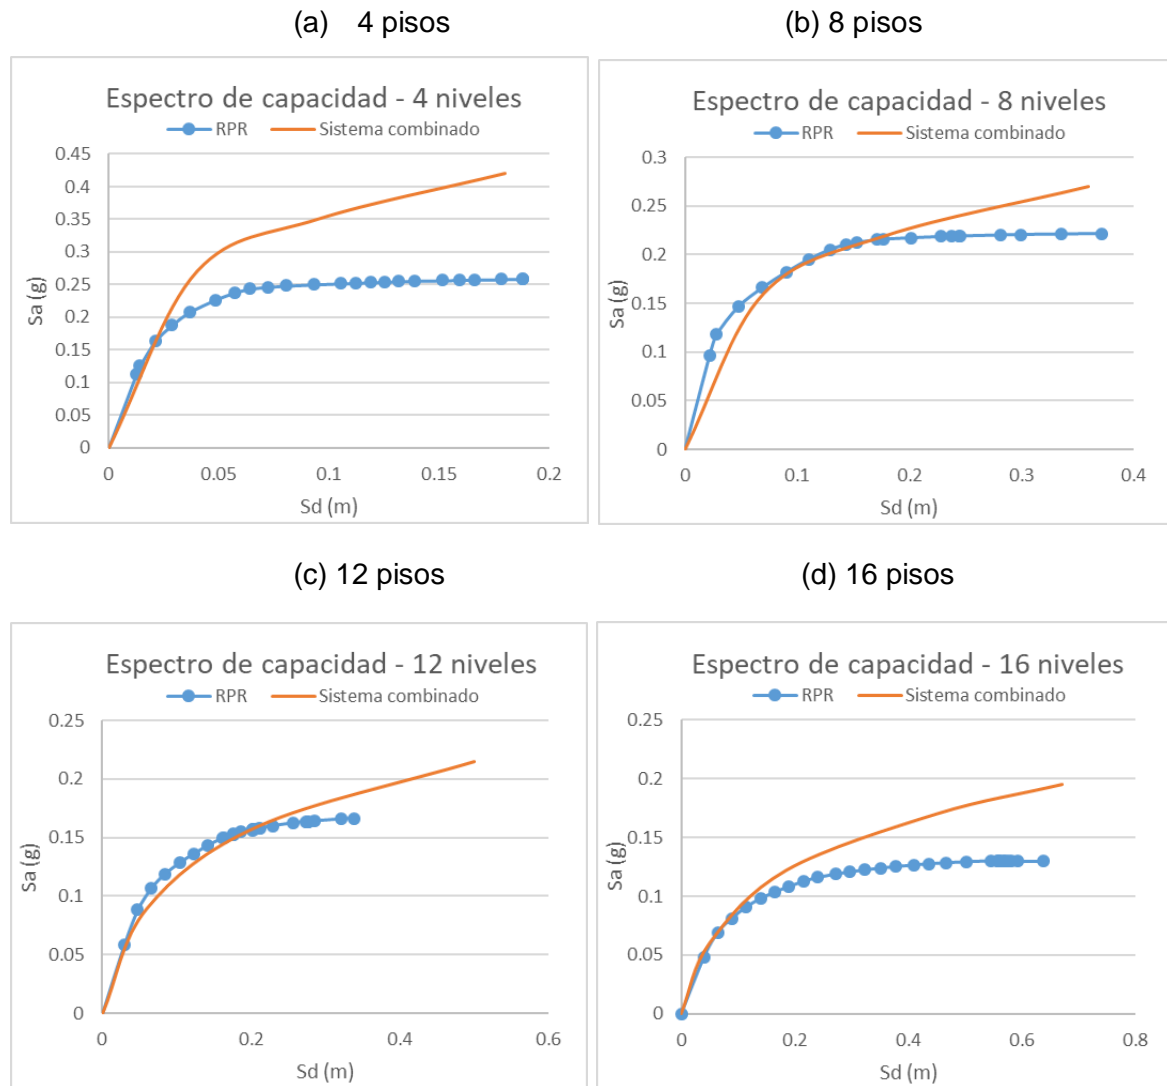 (a) 4 pisos
(b) 8 pisos
Espectro de capacidad - 4 niveles
RPR Sistema combinado
0.45
0.4
0.35
0.3
0.25
0.2
0.15
0.1
0.05
0
Sa (g)
0 0.05 0.1 0.15 0.2
Sd (m)
Espectro de capacidad - 8 niveles
RPR Sistema combinado
0.3
0.25
0.2
0.15
0.1
0.05
0
Sa (g)
0 0.1 0.2 0.3 0.4
Sd (m)
(c) 12 pisos
(d) 16 pisos
Espectro de capacidad - 12 niveles
RPR Sistema combinado
0.25
0.2
0.15
0.1
0.05
0
Sa (g)
0 0.2 0.4 0.6
Sd (m)
Espectro de capacidad - 16 niveles
RPR Sistema combinado
0.25
0.2
0.15
0.1
0.05
0
Sa (g)
0 0.2 0.4 0.6 0.8
Sd (m)